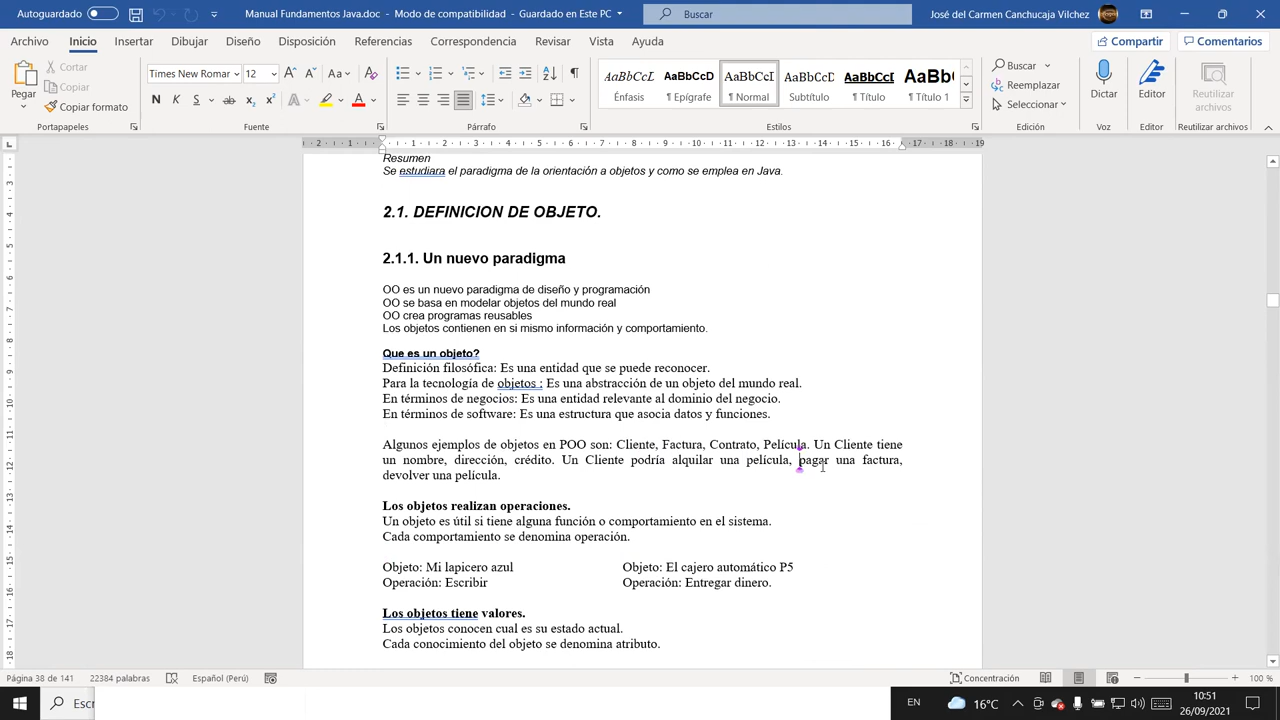 Autoguardado
ManualJava2.1.0.doc - Modo de compatibilidad - Guardado en Este PC
Buscar
José del Concentración Canchucaja Vilchez
Archivo Inicio Insertar Dibujar Diseño Disposición Referencias Correspondencia Revisar Vista Ayuda
Compartir Comentarios
Pegar
Cortar
Copiar
Copiar formato
Portapapeles
Times New Romar 12
Fuente
Párrafo
AaBbCcL AaBbCcD AaBbCcI AaBbCcD AaBbCcI AaBb(
Énfasis ¶ Epígrafe ¶ Normal Subtítulo ¶ Título ¶ Título 1
Estilos
Buscar
Reemplazar
Seleccionar
Edición
Dictar
Voz
Editor
Editor
Reutilizar archivos
Reutilizar archivos
Resumen
Se estudiara el paradigma de la orientación a objetos y como se emplea en Java.
2.1. DEFINICION DE OBJETO.
2.1.1. Un nuevo paradigma
OO es un nuevo paradigma de diseño y programación
OO se basa en modelar objetos del mundo real
OO crea programas reusables
Los objetos contienen en si mismo información y comportamiento.
Que es un objeto?
Definición filosófica: Es una entidad que se puede reconocer.
Para la tecnología de objetos : Es una abstracción de un objeto del mundo real.
En términos de negocios: Es una entidad relevante al dominio del negocio.
En términos de software: Es una estructura que asocia datos y funciones.
Algunos ejemplos de objetos en POO son: Cliente, Factura, Contrato, Película. Un Cliente tiene
un nombre, dirección, crédito. Un Cliente podría alquilar una película, pagar una factura,
devolver una película.
Los objetos realizan operaciones.
Un objeto es útil si tiene alguna función o comportamiento en el sistema.
Cada comportamiento se denomina operación.
Objeto: Mi lapicero azul Objeto: El cajero automático P5
Operación: Escribir Operación: Entregar dinero.
Los objetos tiene valores.
Los objetos conocen cual es su estado actual.
Cada conocimiento del objeto se denomina atributo.
Página 38 de 141 22384 palabras Español (Perú) Concentración 100 %
Escr
EN 16°C 10:51
26/09/2021